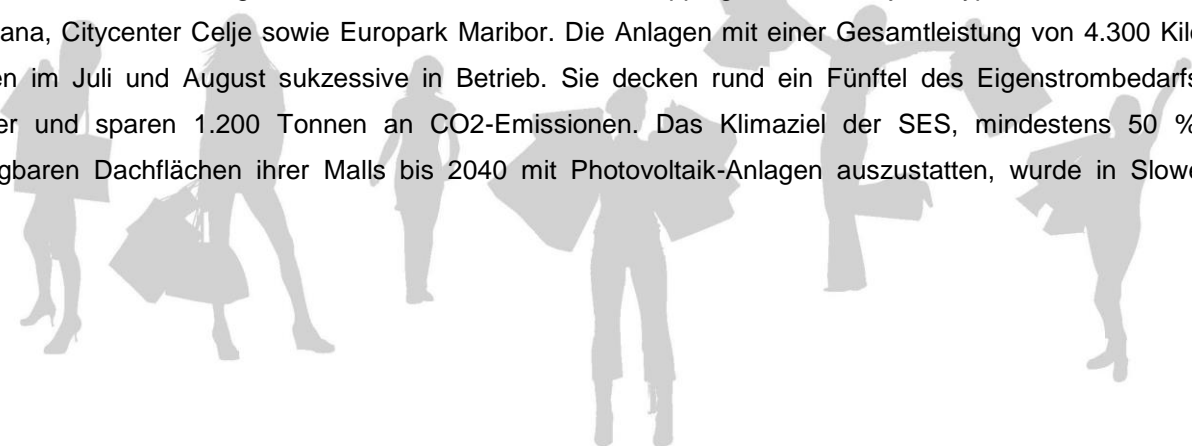 ana, Citycenter Celje sowie Europark Maribor. Die Anlagen mit einer Gesamtleistung von 4.300 Kil
n im Juli und August sukzessive in Betrieb. Sie decken rund ein Fünftel des Eigenstrombedarfs
er und sparen 1.200 Tonnen an CO2-Emissionen. Das Klimaziel der SES, mindestens 50 %
gbaren Dachflächen ihrer Malls bis 2040 mit Photovoltaik-Anlagen auszustatten, wurde in Slow